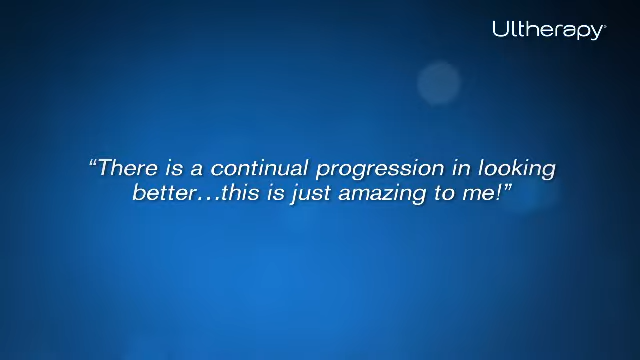 Ultherapy®
“There is a continual progression in looking
better…this is just amazing to me!”